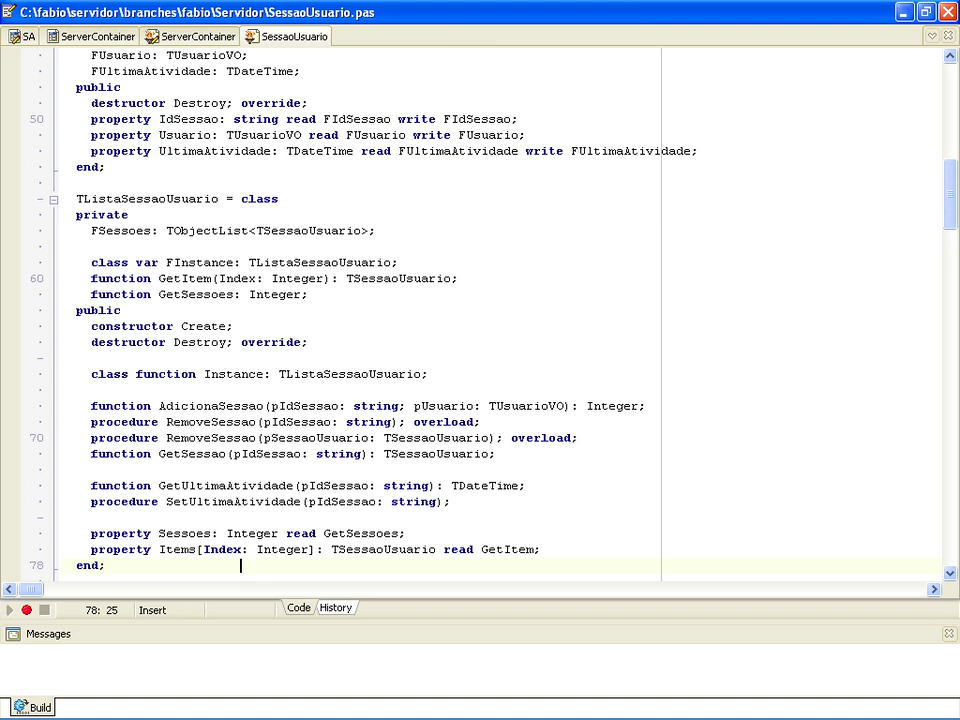 C:\fabio\servidor\branches\fabio\Servidor\SessaoUsuario.pas
SA ServerContainer ServerContainer SessaoUsuario
FUsuario: TUsuarioVO;
FUltimaAtividade: TDateTime;
public
destructor Destroy; override;
50 property IdSessao: string read FIdSessao write FIdSessao;
property Usuario: TUsuarioVO read FUsuario write FUsuario;
property UltimaAtividade: TDateTime read FUltimaAtividade write FUltimaAtividade;
end;
TListaSessaoUsuario = class
private
FSessoes: TObjectList<TSessaoUsuario>;
class var FInstance: TListaSessaoUsuario;
60 function GetItem(Index: Integer): TSessaoUsuario;
function GetSessoes: Integer;
public
constructor Create;
destructor Destroy; override;
class function Instance: TListaSessaoUsuario;
function AdicionaSessao(pIdSessao: string; pUsuario: TUsuarioVO): Integer;
procedure RemoveSessao(pIdSessao: string); overload;
70 procedure RemoveSessao(pSessaoUsuario: TSessaoUsuario); overload;
function GetSessao(pIdSessao: string): TSessaoUsuario;
function GetUltimaAtividade(pIdSessao: string): TDateTime;
procedure SetUltimaAtividade(pIdSessao: string);
property Sessoes: Integer read GetSessoes;
property Items[Index: Integer]: TSessaoUsuario read GetItem;
78 end;
78: 25 Insert Code History
Messages
Build